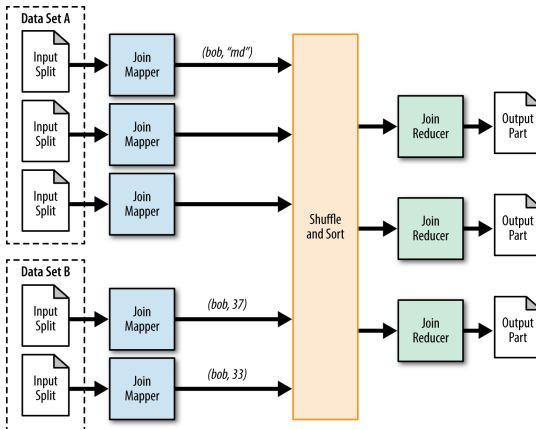 Data Set A
Input
Split
Join
Mapper
(bob, “md”)
Input
Split
Join
Mapper
Input
Split
Join
Mapper
Data Set B
Input
Split
Join
Mapper
(bob, 37)
Input
Split
Join
Mapper
(bob, 33)
Shuffle
and Sort
Join
Reducer
Output
Part
Join
Reducer
Output
Part
Join
Reducer
Output
Part